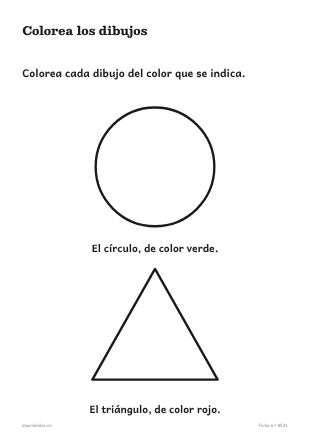 Colorea los dibujos
Colorea cada dibujo del color que se indica.
El círculo, de color verde.
El triángulo, de color rojo.